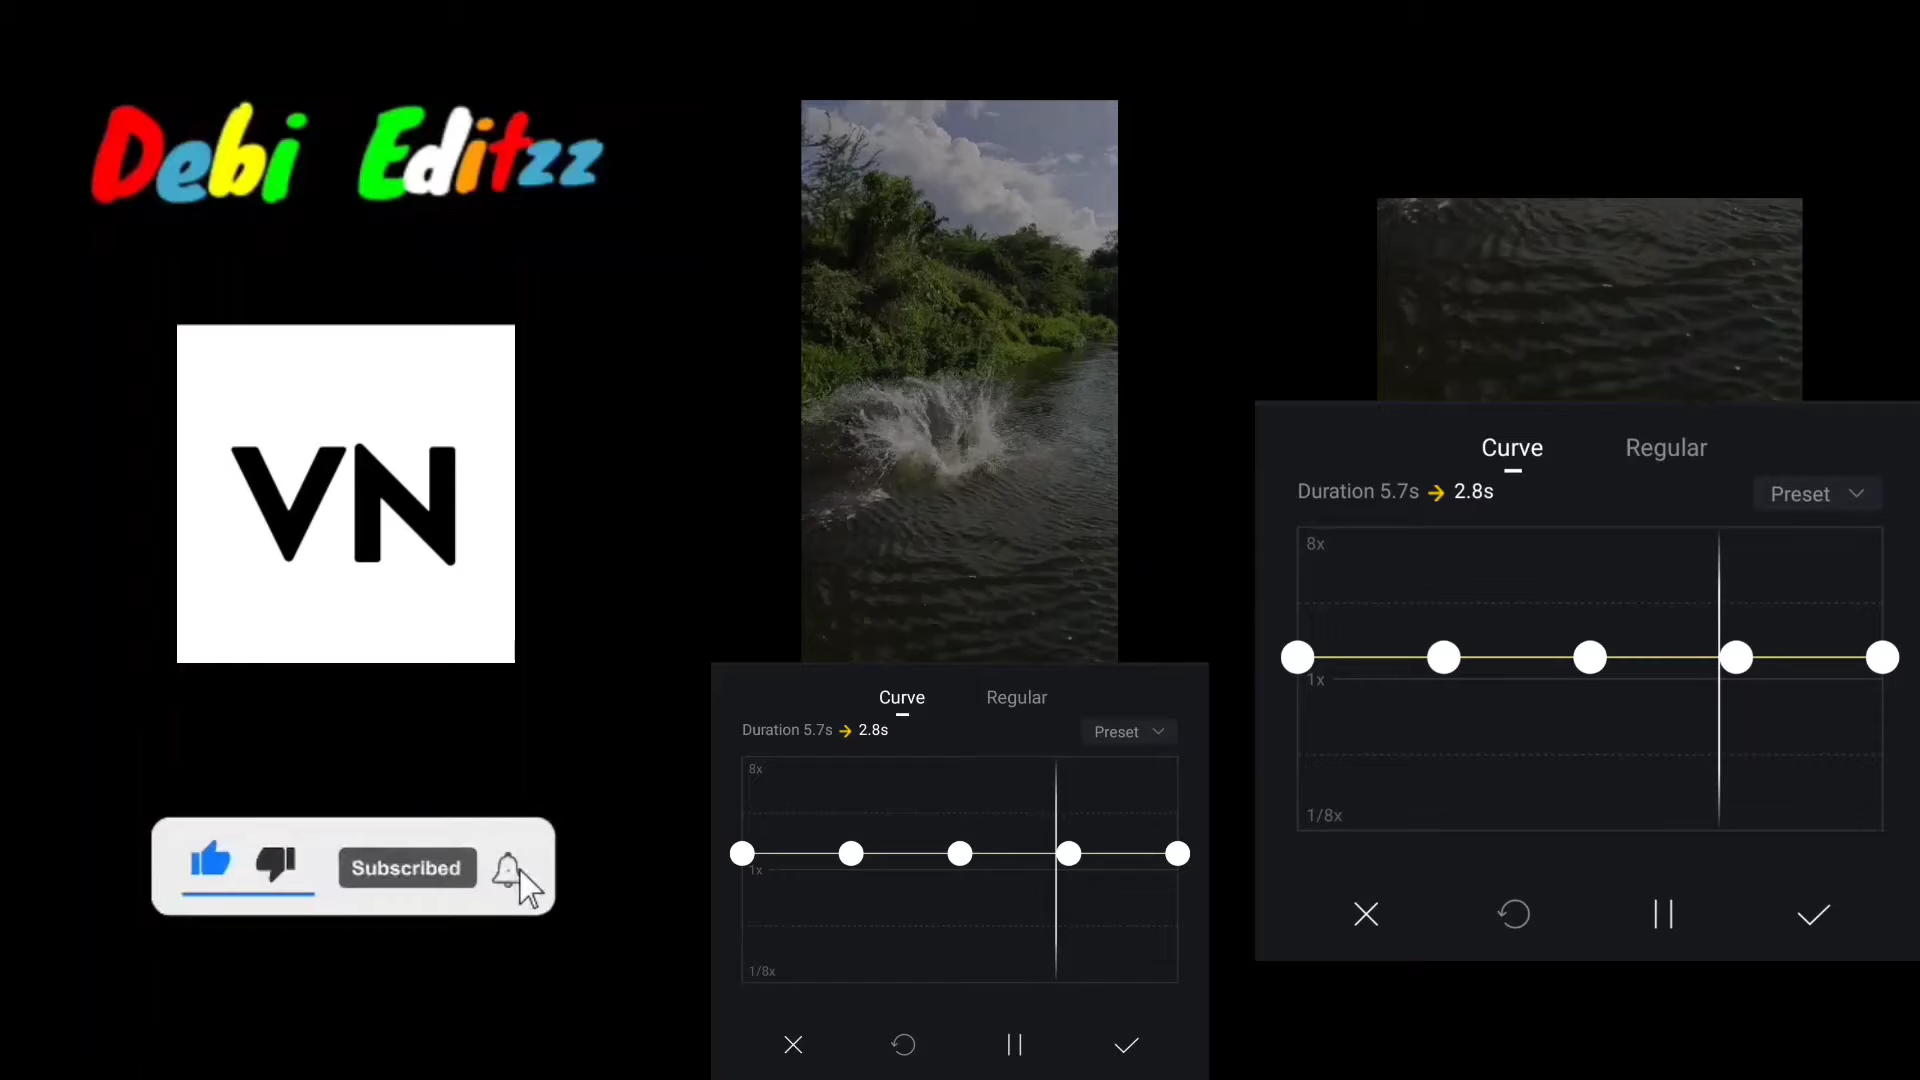 Debi Editzz
VN
Subscribed
Curve Regular
Duration 5.7s → 2.8s Preset
8x
1x
1/8x
Curve Regular
Duration 5.7s → 2.8s Preset
8x
1x
1/8x